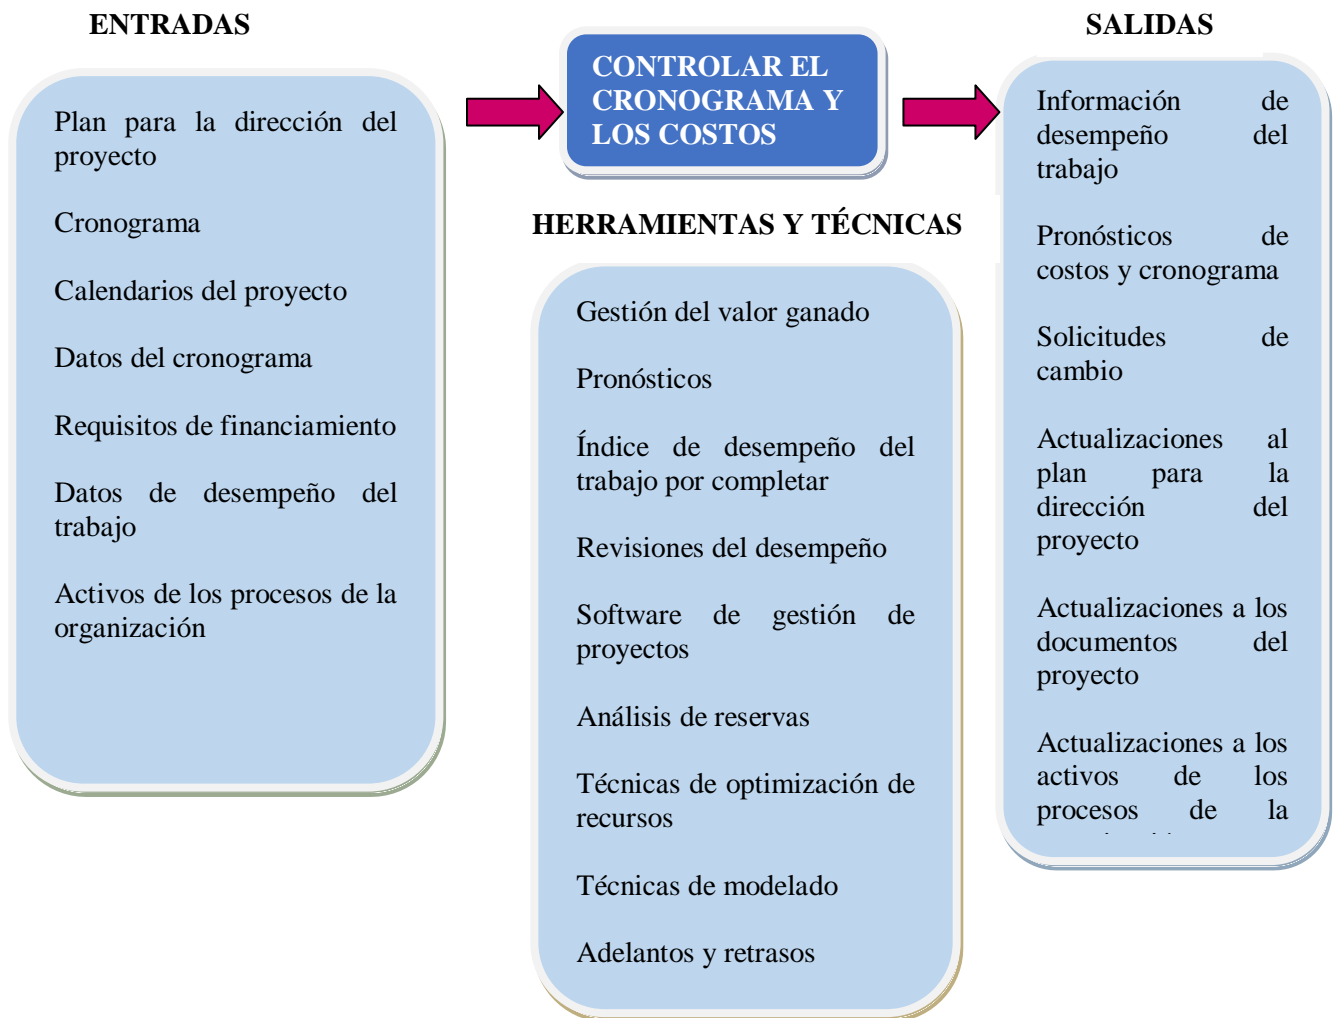 ENTRADAS
Plan para la dirección del
proyecto
Cronograma
Calendarios del proyecto
Datos del cronograma
Requisitos de financiamiento
Datos de desempeño del
trabajo
Activos de los procesos de la
organización
CONTROLAR EL
CRONOGRAMA Y
LOS COSTOS
HERRAMIENTAS Y TÉCNICAS
Gestión del valor ganado
Pronósticos
Índice de desempeño del
trabajo por completar
Revisiones del desempeño
Software de gestión de
proyectos
Análisis de reservas
Técnicas de optimización de
recursos
Técnicas de modelado
Adelantos y retrasos
SALIDAS
Información de
desempeño del
trabajo
Pronósticos de
costos y cronograma
Solicitudes de
cambio
Actualizaciones al
plan para la
dirección del
proyecto
Actualizaciones a los
documentos del
proyecto
Actualizaciones a los
activos de los
procesos de la